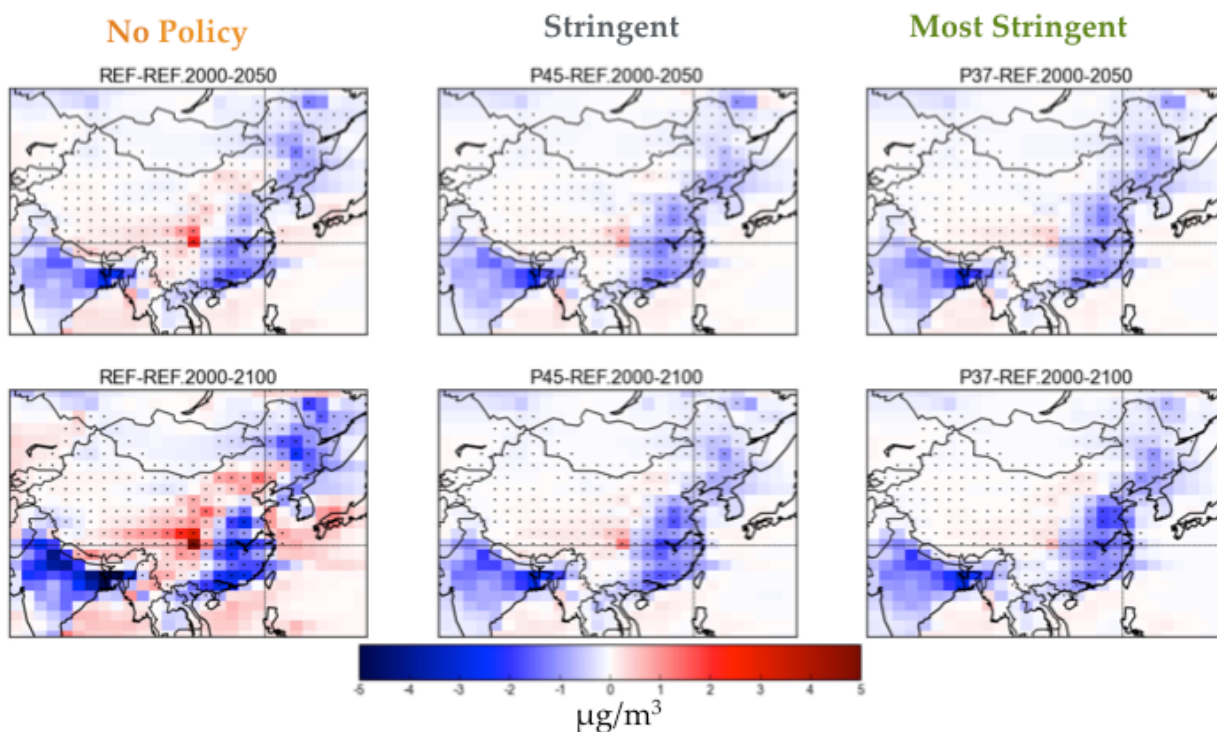 No Policy
Stringent
Most Stringent
REF-REF.2000-2050
P45-REF.2000-2050
P37-REF.2000-2050
REF-REF.2000-2100
P45-REF.2000-2100
P37-REF.2000-2100
-5 -4 -3 -2 -1 0 1 2 3 4 5
µg/m³